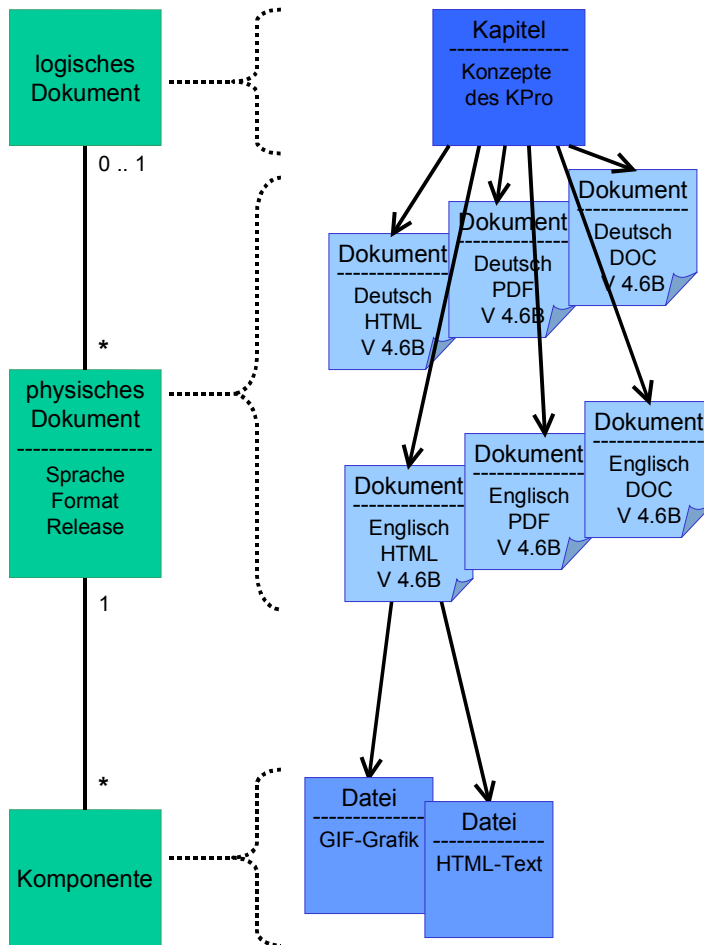 logisches
Dokument
0 .. 1
*
physisches
Dokument
--------------------
Sprache
Format
Release
1
*
Komponente
Kapitel
--------------------
Konzepte
des KPro
Dokument
--------------------
Deutsch
HTML
V 4.6B
Dokument
--------------------
Deutsch
PDF
V 4.6B
Dokument
--------------------
Deutsch
DOC
V 4.6B
Dokument
--------------------
Englisch
HTML
V 4.6B
Dokument
--------------------
Englisch
PDF
V 4.6B
Dokument
--------------------
Englisch
DOC
V 4.6B
Datei
--------------------
GIF-Grafik
Datei
--------------------
HTML-Text